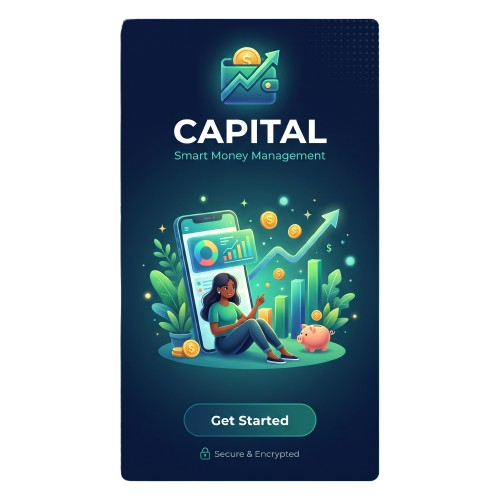 $
CAPITAL
Smart Money Management
$
$
$
$
Get Started
Secure & Encrypted